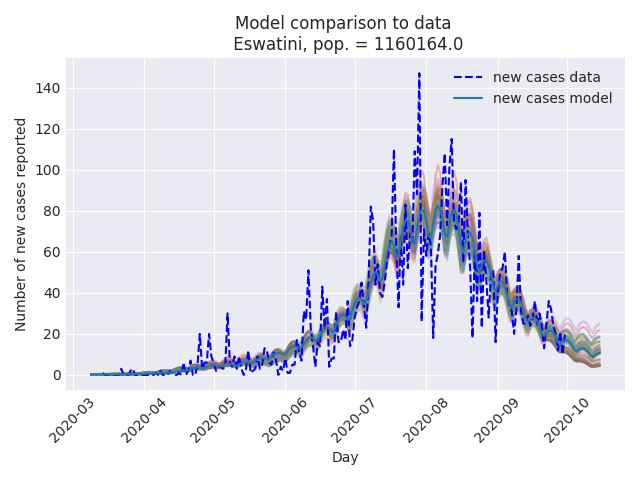 Model comparison to data
Eswatini, pop. = 1160164.0
new cases data
new cases model
Number of new cases reported
140
120
100
80
60
40
20
0
2020-03
2020-04
2020-05
2020-06
2020-07
2020-08
2020-09
2020-10
Day